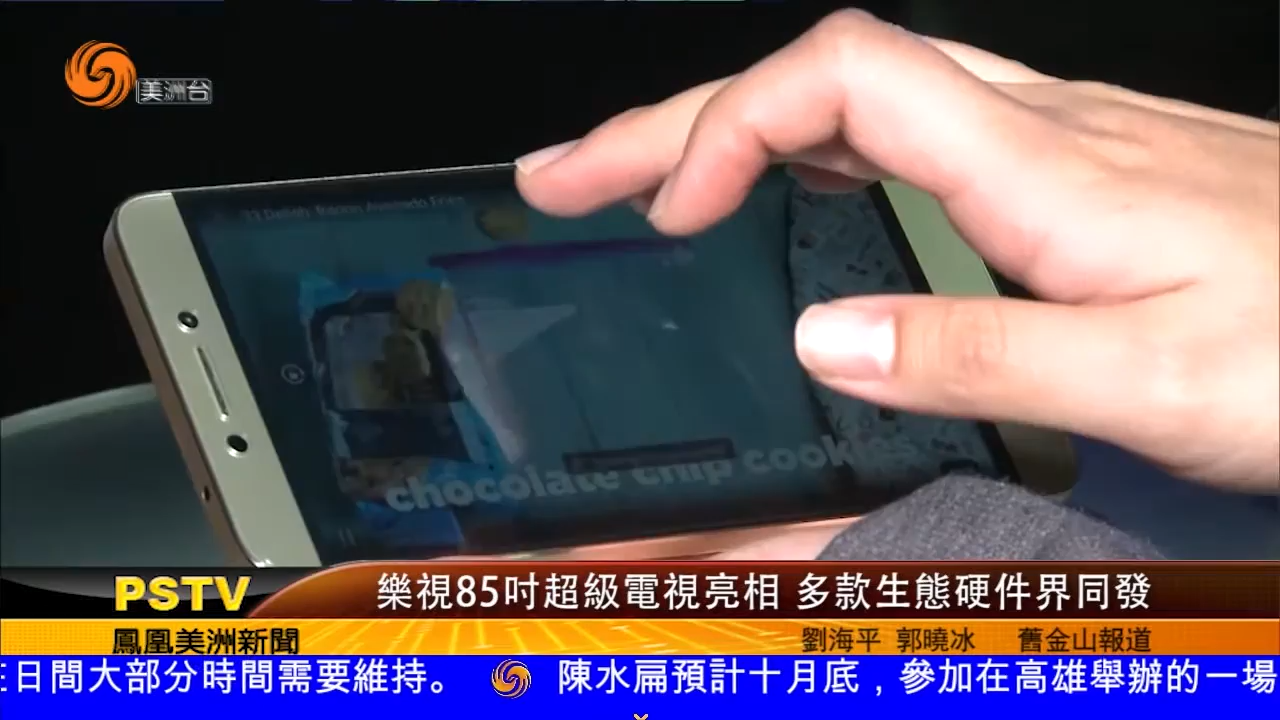 美洲台
chocolate chip cookies
PSTV
樂視85吋超級電視亮相 多款生態硬件界同發
鳳凰美洲新聞
劉海平 郭曉冰 舊金山報道
日間大部分時間需要維持。 陳水扁預計十月底，參加在高雄舉辦的一場